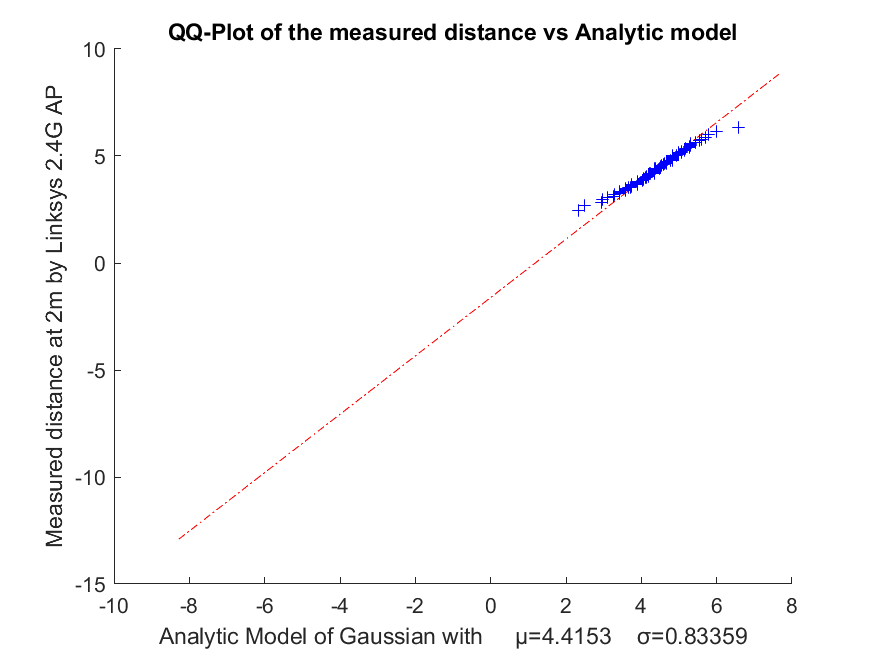 QQ-Plot of the measured distance vs Analytic model
Measured distance at 2m by Linksys 2.4G AP
10
5
0
-5
-10
-15
-10 -8 -6 -4 -2 0 2 4 6 8
Analytic Model of Gaussian with μ=4.4153 σ=0.83359